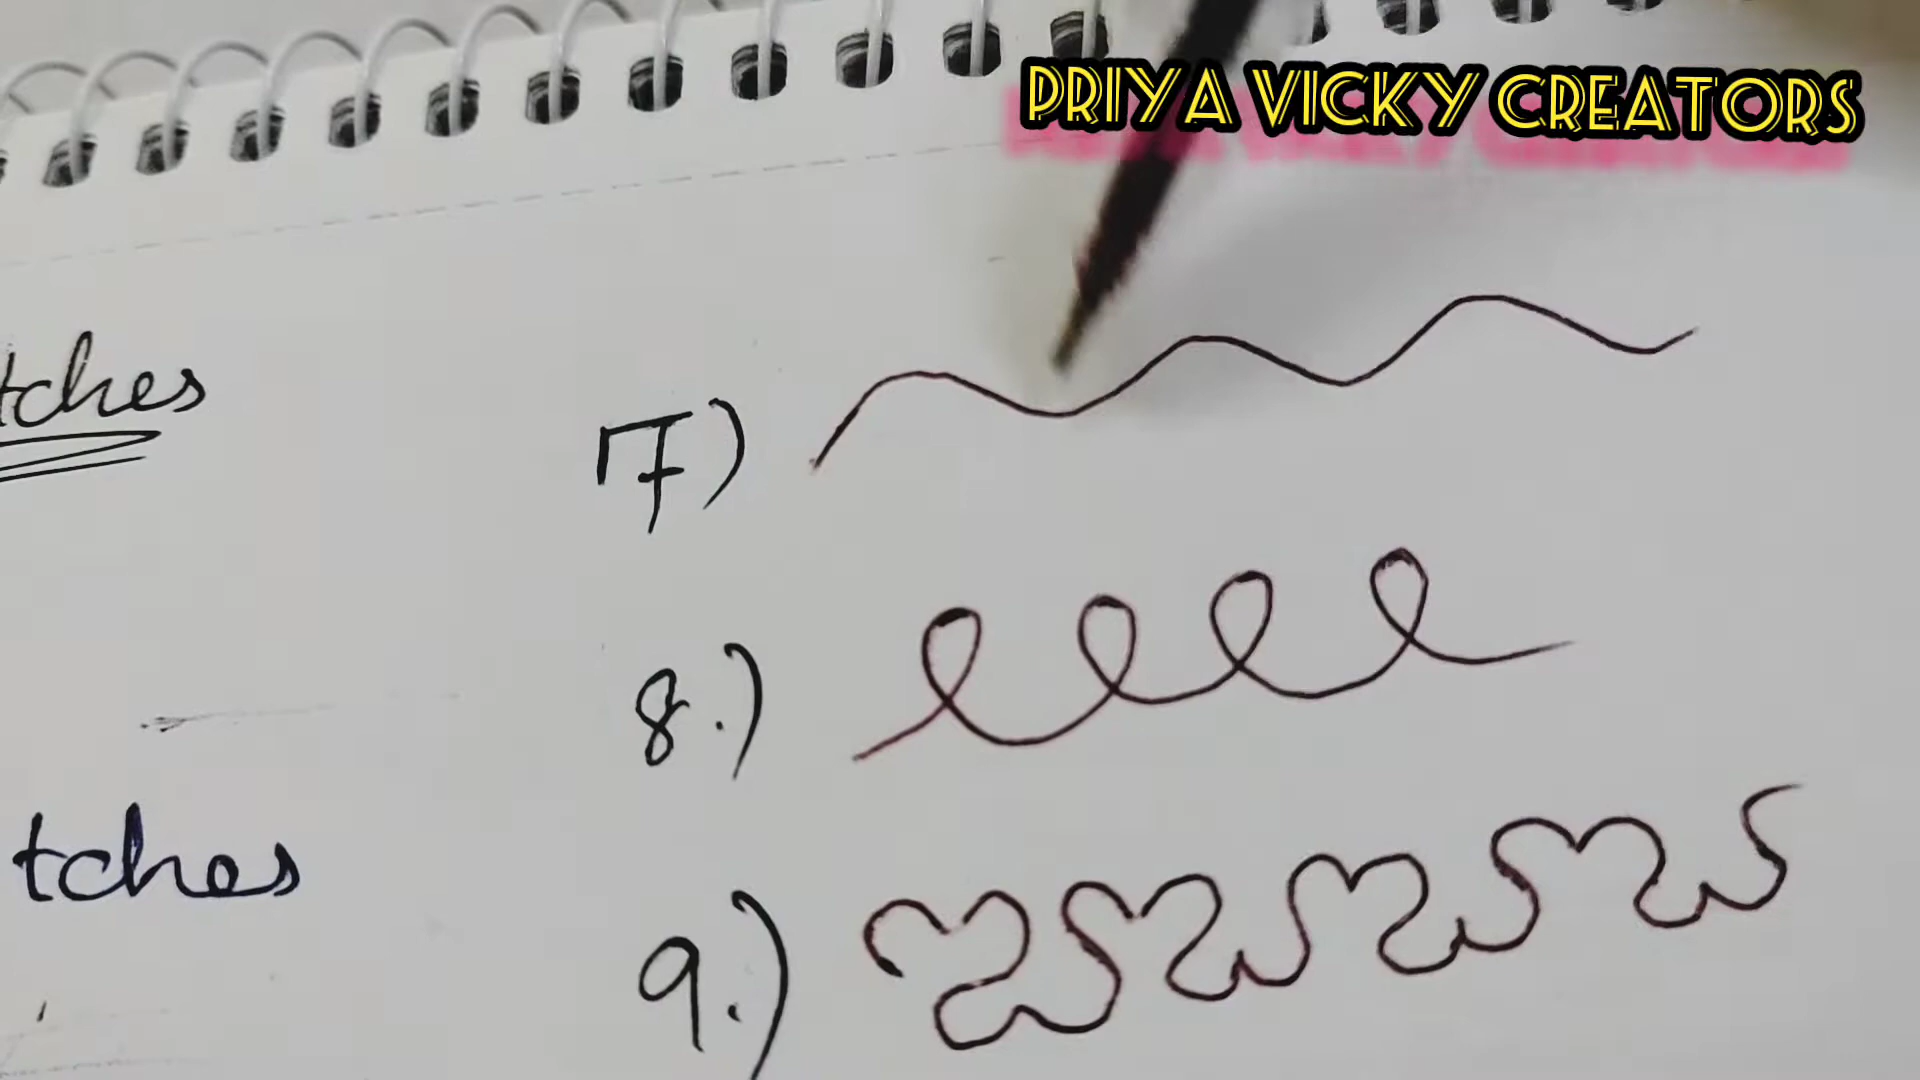 PRIYA VICKY CREATORS
tches
7)
8.)
tches
9.)